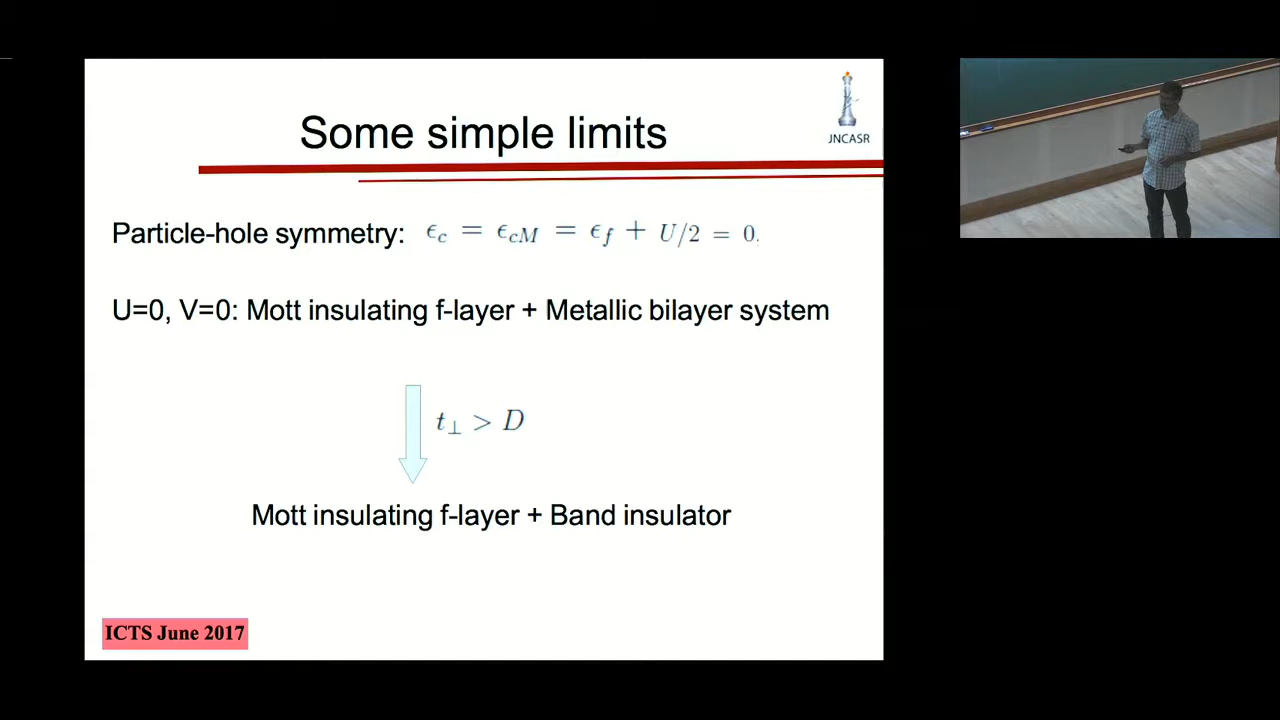 JNCASR
Some simple limits
Particle-hole symmetry: ϵ_c = ϵ_cM = ϵ_f + U/2 = 0.
U=0, V=0: Mott insulating f-layer + Metallic bilayer system
t_⊥ > D
Mott insulating f-layer + Band insulator
ICTS June 2017